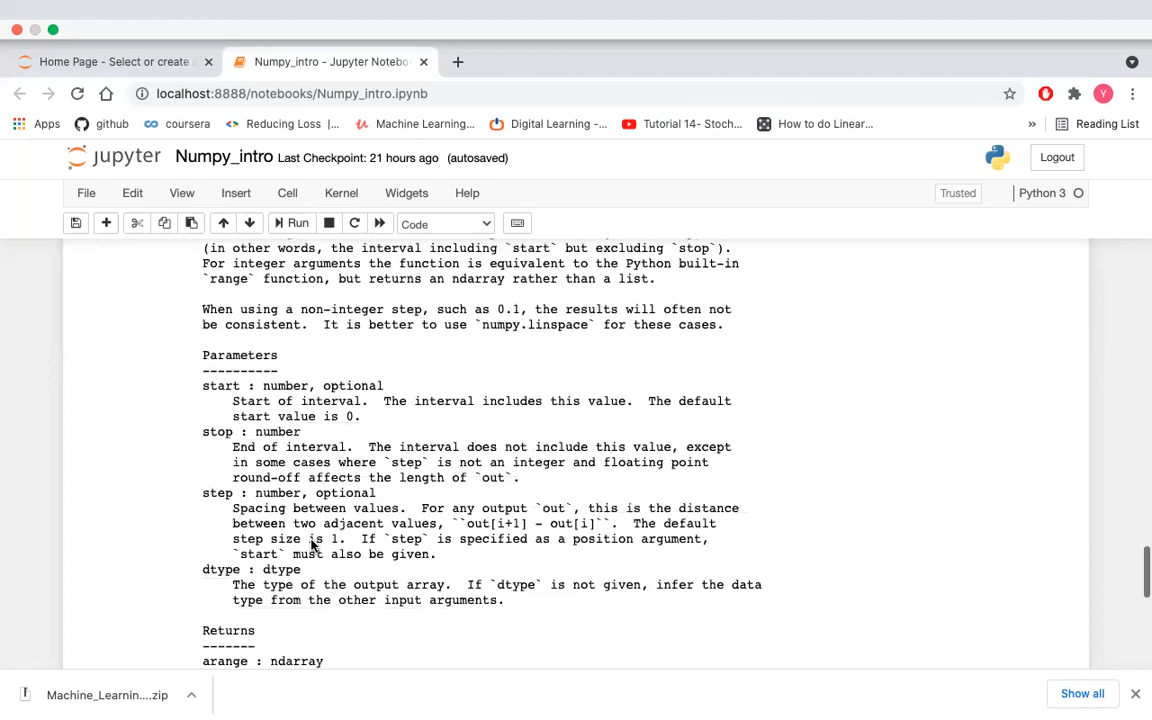 Home Page - Select or create
Numpy_intro - Jupyter Notebo
localhost:8888/notebooks/Numpy_intro.ipynb
Apps github coursera Reducing Loss |... Machine Learning... Digital Learning -... Tutorial 14- Stoch... How to do Linear... » Reading List
jupyter Numpy_intro Last Checkpoint: 21 hours ago (autosaved) Logout
File Edit View Insert Cell Kernel Widgets Help Trusted Python 3
Run Code
(in other words, the interval including `start` but excluding `stop`).
For integer arguments the function is equivalent to the Python built-in
`range` function, but returns an ndarray rather than a list.
When using a non-integer step, such as 0.1, the results will often not
be consistent.  It is better to use `numpy.linspace` for these cases.
Parameters
----------
start : number, optional
Start of interval.  The interval includes this value.  The default
start value is 0.
stop : number
End of interval.  The interval does not include this value, except
in some cases where `step` is not an integer and floating point
round-off affects the length of `out`.
step : number, optional
Spacing between values.  For any output `out`, this is the distance
between two adjacent values, ``out[i+1] - out[i]``.  The default
step size is 1.  If `step` is specified as a position argument,
`start` must also be given.
dtype : dtype
The type of the output array.  If `dtype` is not given, infer the data
type from the other input arguments.
Returns
-------
arange : ndarray
Machine_Learnin....zip Show all